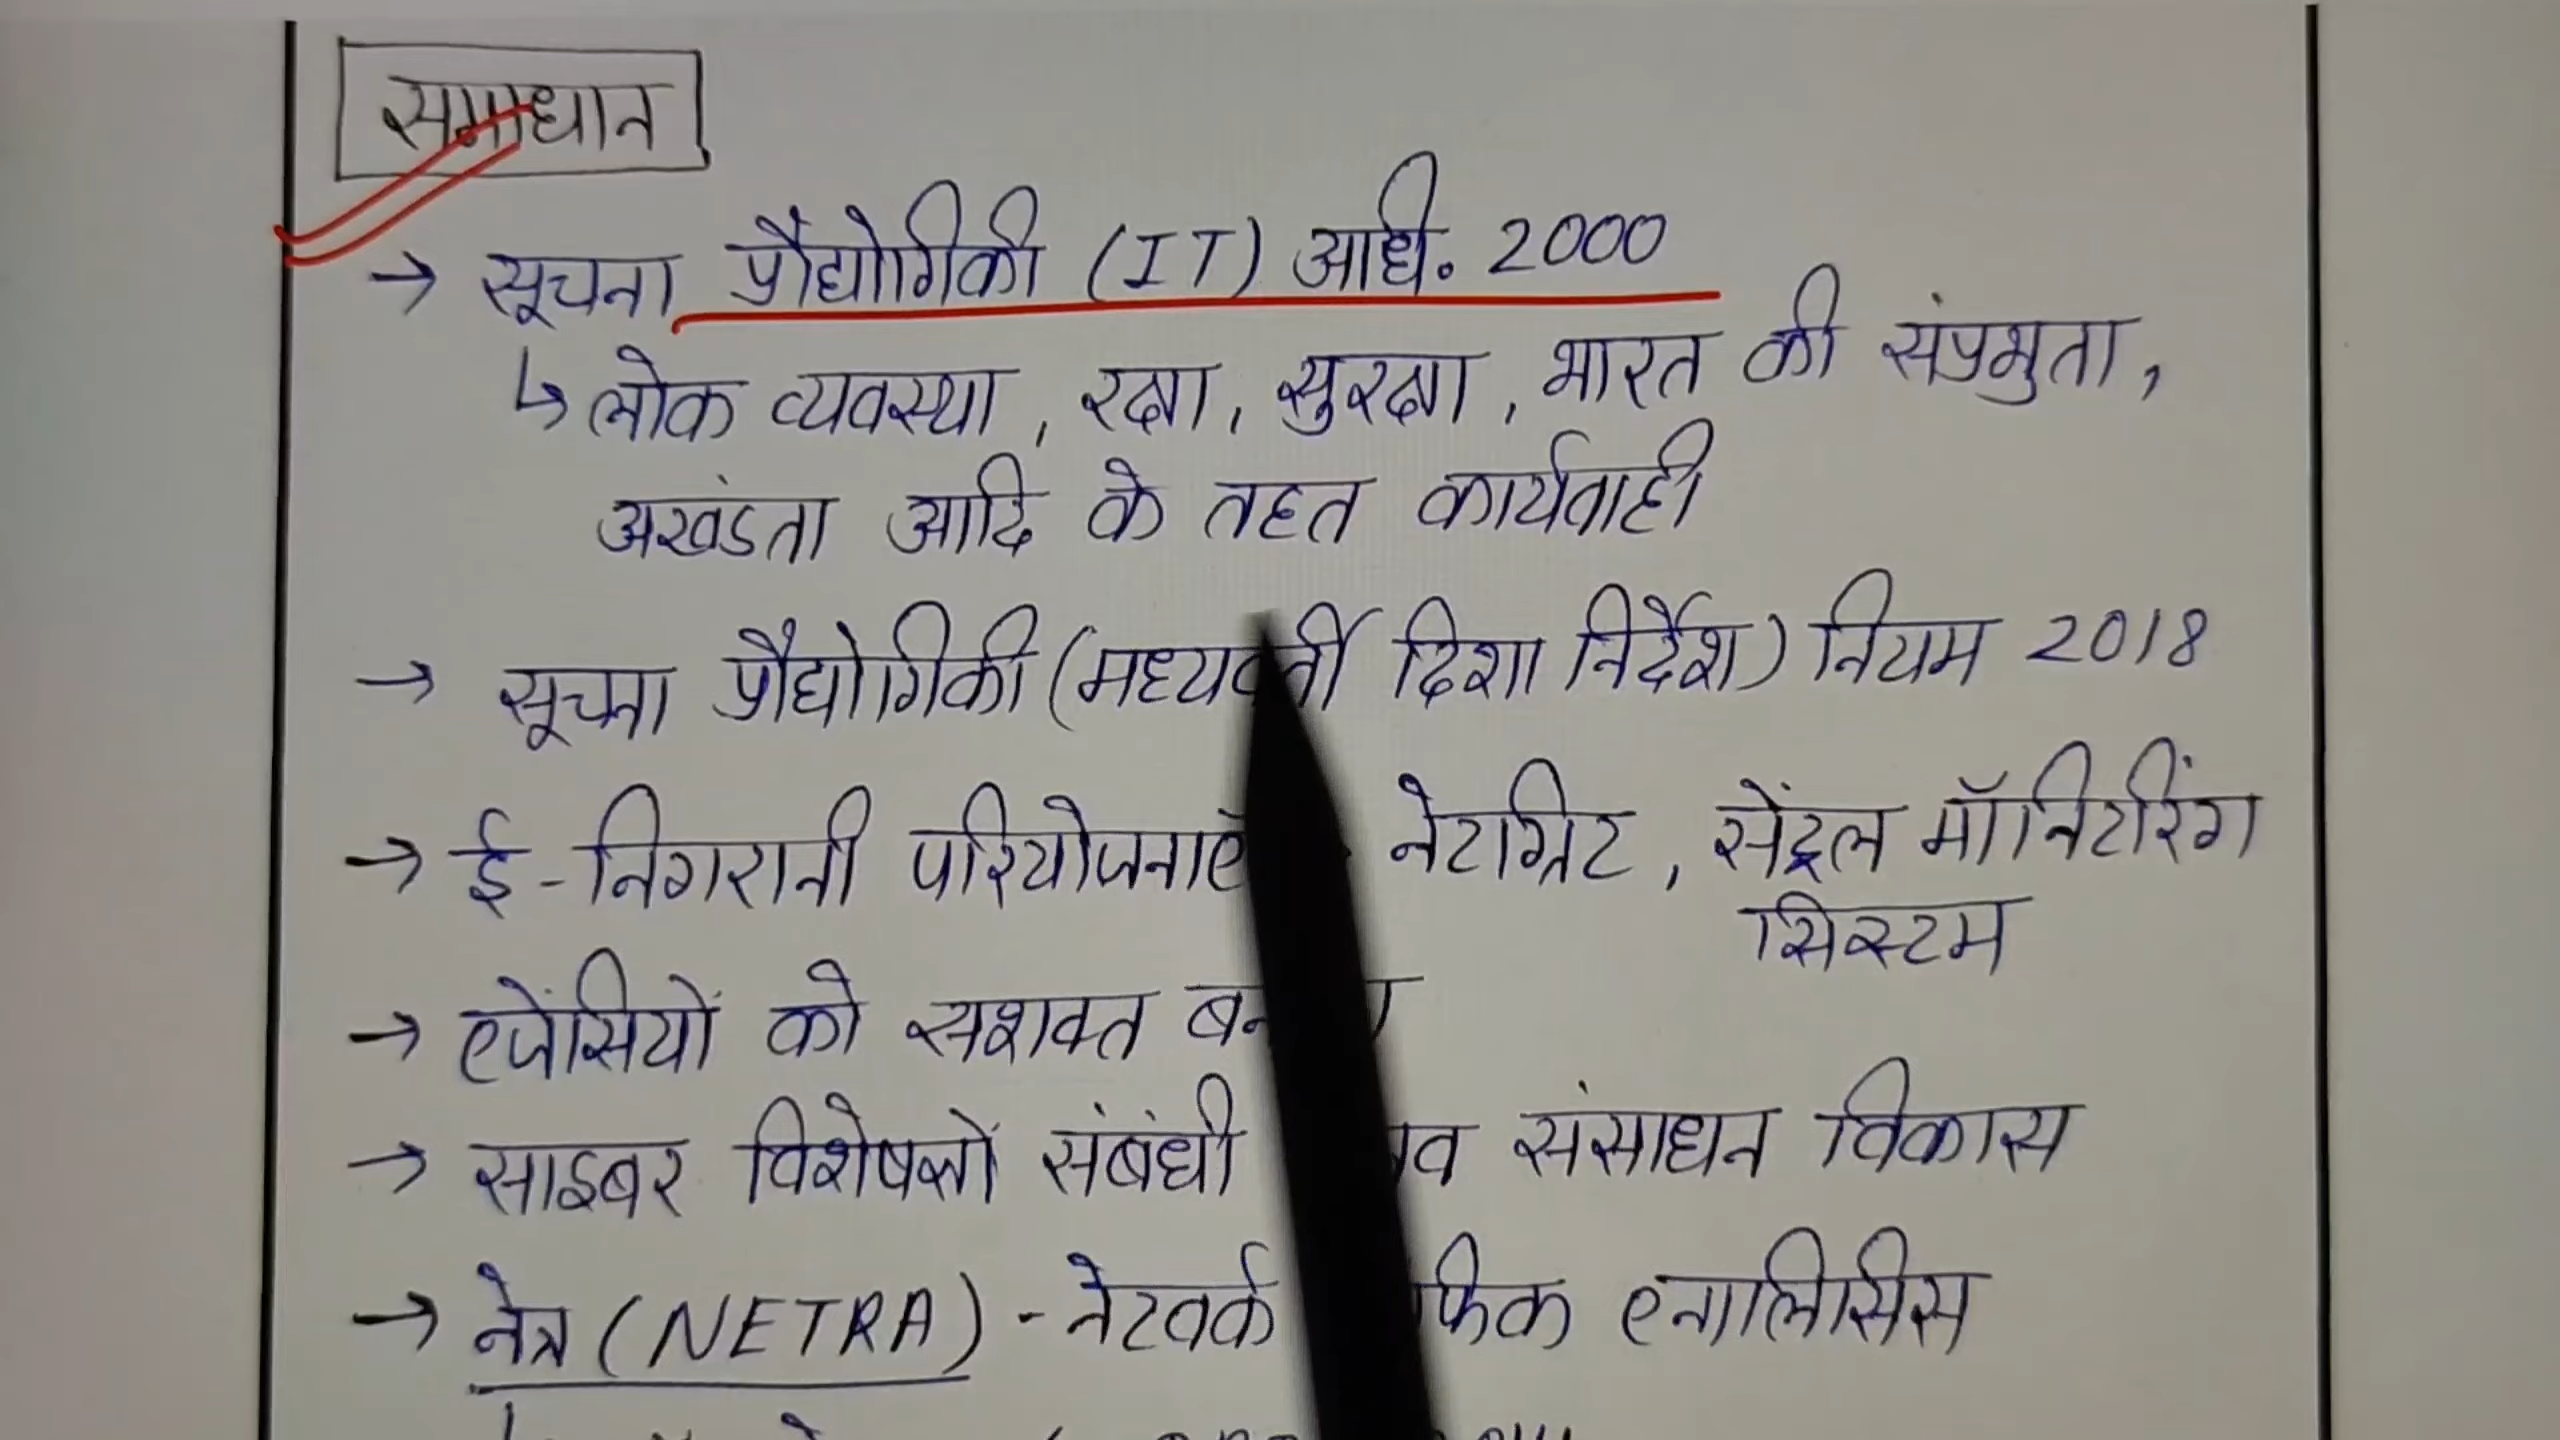 समाधान
→ सूचना प्रौद्योगिकी (IT) अधि. 2000
↳ लोक व्यवस्था, रक्षा, सुरक्षा, भारत की संप्रभुता,
अखंडता आदि के तहत कार्यवाही
→ सूचना प्रौद्योगिकी (मध्यवर्ती दिशा निर्देश) नियम 2018
→ ई-निगरानी परियोजनाएँ नेटग्रिट, सेंट्रल मॉनिटरिंग
सिस्टम
→ एजेंसियों को सशक्त
→ साइबर विशेषज्ञों संबंधी संसाधन विकास
→ नेत्र (NETRA) - नेटवर्क एनालिसिस